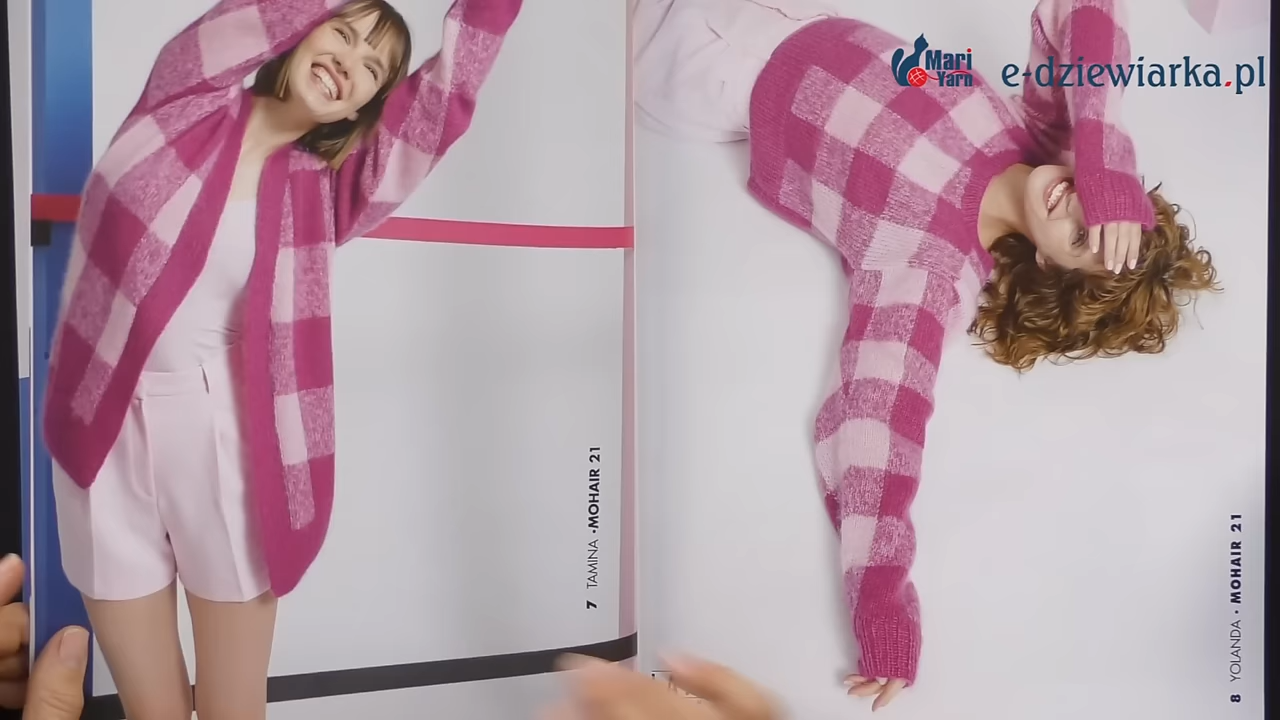 Mari
Yarn
e-dziewiarka.pl
7 TAMINA • MOHAIR 21
8 YOLANDA • MOHAIR 21